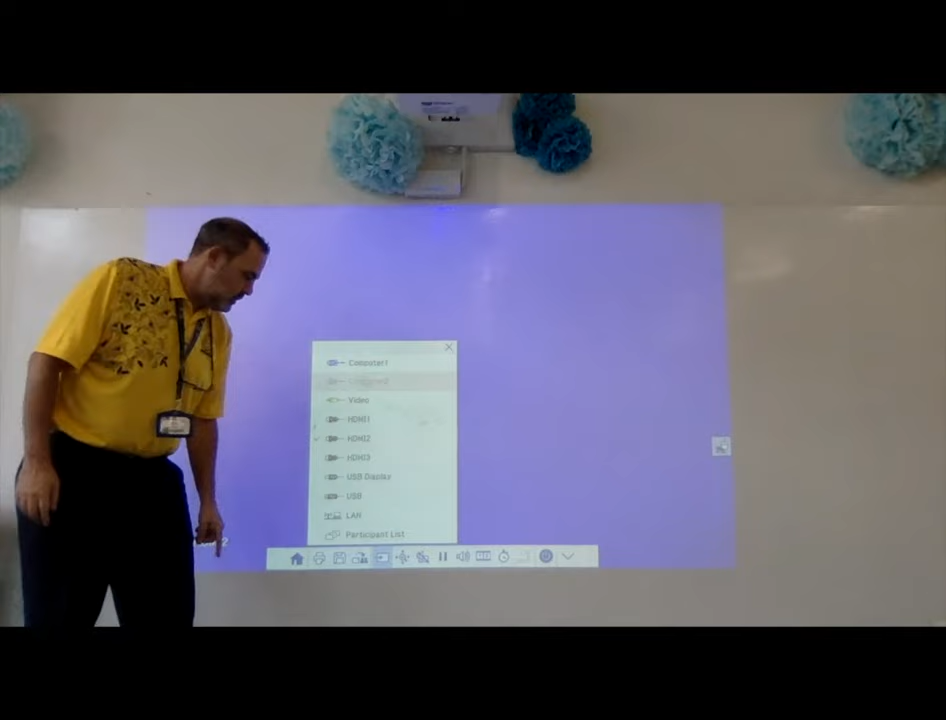 Computer1
Video
HDMI1
HDMI2
HDMI3
USB Display
USB
LAN
Participant List